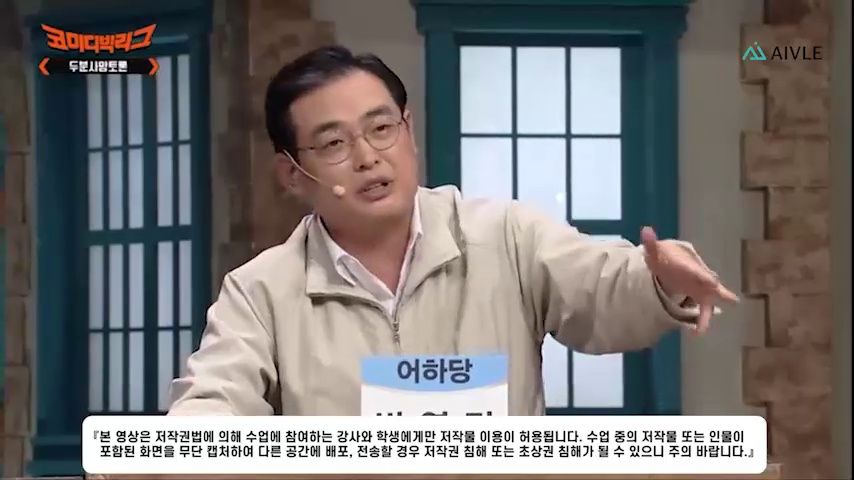 코미디빅리그
두분사망토론
AIVLE
어하당
『본 영상은 저작권법에 의해 수업에 참여하는 강사와 학생에게만 저작물 이용이 허용됩니다. 수업 중의 저작물 또는 인물이
포함된 화면을 무단 캡처하여 다른 공간에 배포, 전송할 경우 저작권 침해 또는 초상권 침해가 될 수 있으니 주의 바랍니다.』